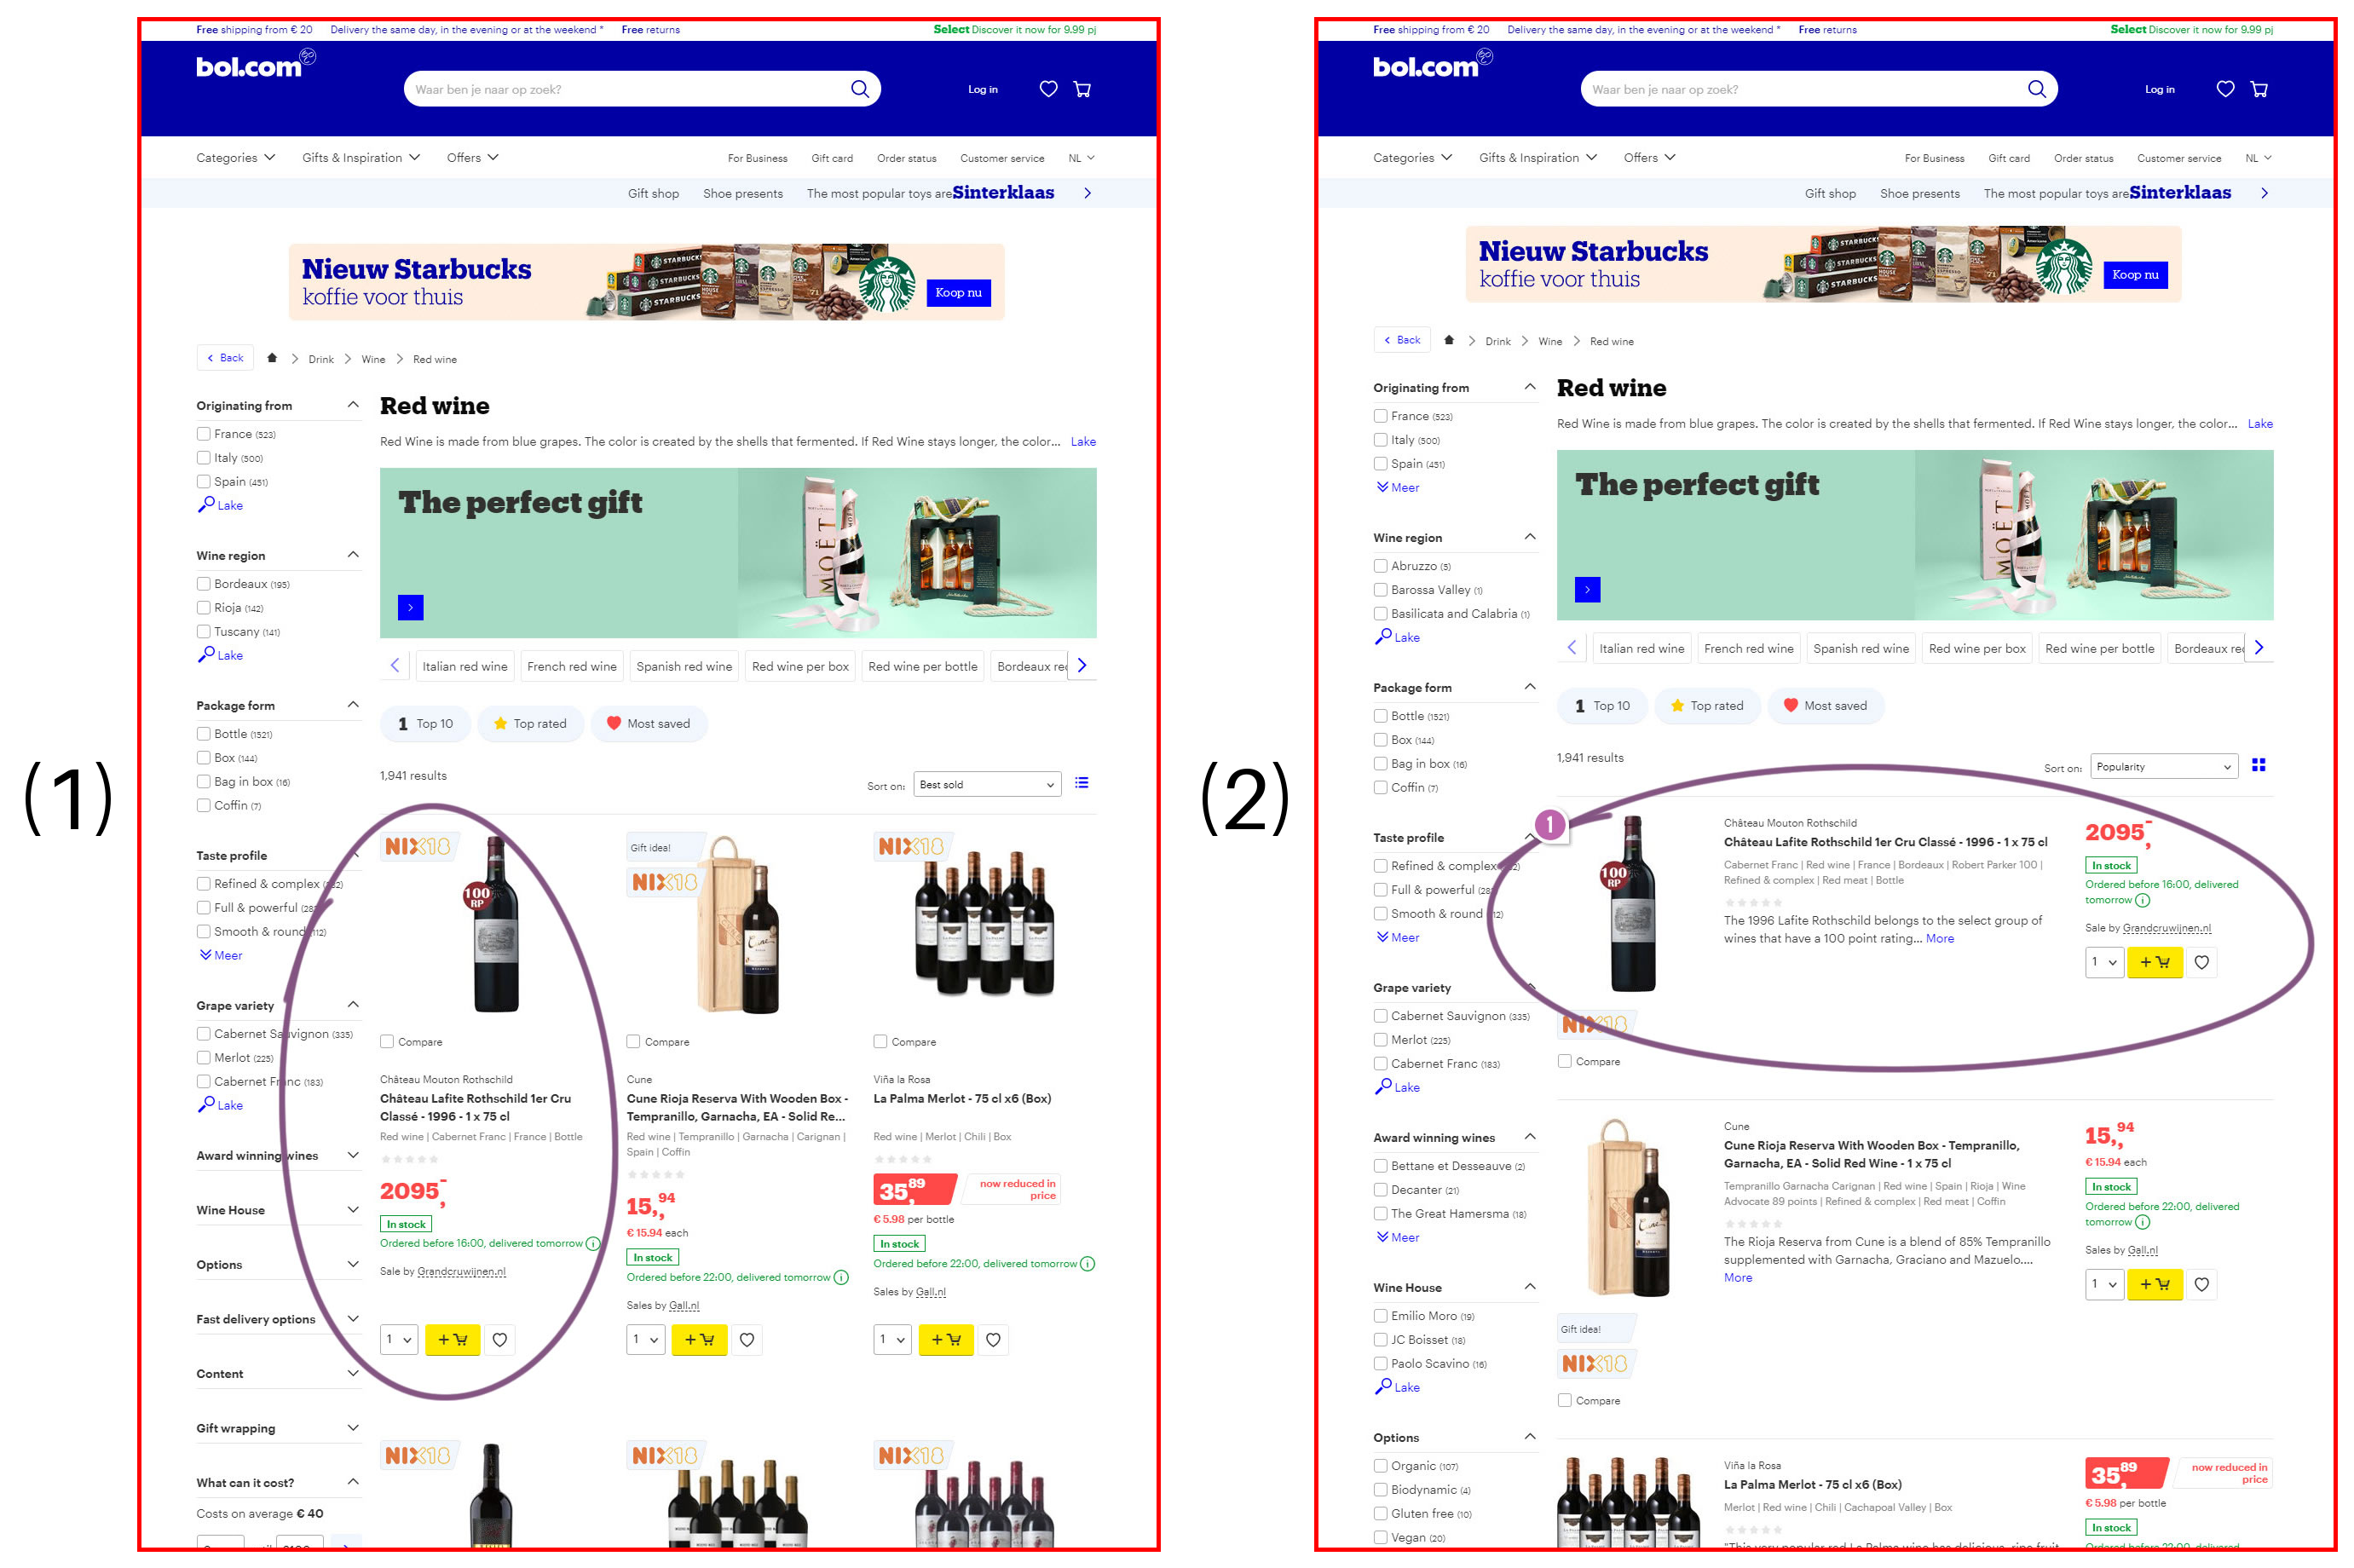 (1)
Free shipping from € 20 Delivery the same day, in the evening or at the weekend * Free returns Select Discover it now for 9.99 pj
bol.com
Waar ben je naar op zoek? Log in
Categories Gifts & Inspiration Offers For Business Gift card Order status Customer service NL
Gift shop Shoe presents The most popular toys are Sinterklaas
Nieuw Starbucks
koffie voor thuis
Koop nu
Back Drink Wine Red wine
Originating from
France (523)
Italy (500)
Spain (451)
Lake
Wine region
Bordeaux (195)
Rioja (142)
Tuscany (141)
Lake
Package form
Bottle (1521)
Box (144)
Bag in box (16)
Coffin (7)
Taste profile
Refined & complex
Full & powerful
Smooth & round
Meer
Grape variety
Cabernet Sauvignon (335)
Merlot (225)
Cabernet Franc (183)
Lake
Award winning wines
Wine House
Options
Fast delivery options
Content
Gift wrapping
What can it cost?
Costs on average € 40
Red wine
Red Wine is made from blue grapes. The color is created by the shells that fermented. If Red Wine stays longer, the color... Lake
The perfect gift
MOËT
Italian red wine French red wine Spanish red wine Red wine per box Red wine per bottle Bordeaux
1 Top 10 Top rated Most saved
1,941 results
Sort on: Best sold
NIX18
100
RP
Compare
Château Mouton Rothschild
Château Lafite Rothschild 1er Cru
Classé - 1996 - 1 x 75 cl
Red wine | Cabernet Franc | France | Bottle
2095,-
In stock
Ordered before 16:00, delivered tomorrow
Sale by Grandcruwijnen.nl
1
Gift idea!
NIX18
Compare
Cune
Cune Rioja Reserva With Wooden Box -
Tempranillo, Garnacha, EA - Solid Re...
Red wine | Tempranillo | Garnacha | Carignan |
Spain | Coffin
15,, 94
€ 15.94 each
In stock
Ordered before 22:00, delivered tomorrow
Sales by Gall.nl
1
NIX18
Compare
Viña la Rosa
La Palma Merlot - 75 cl x6 (Box)
Red wine | Merlot | Chili | Box
35, 89 now reduced in
price
€ 5.98 per bottle
In stock
Ordered before 22:00, delivered tomorrow
Sales by Gall.nl
1
NIX18 NIX18 NIX18
(2)
Free shipping from € 20 Delivery the same day, in the evening or at the weekend * Free returns Select Discover it now for 9.99 pj
bol.com
Waar ben je naar op zoek? Log in
Categories Gifts & Inspiration Offers For Business Gift card Order status Customer service NL
Gift shop Shoe presents The most popular toys are Sinterklaas
Nieuw Starbucks
koffie voor thuis
Koop nu
Back Drink Wine Red wine
Originating from
France (523)
Italy (500)
Spain (451)
Meer
Wine region
Abruzzo (5)
Barossa Valley (1)
Basilicata and Calabria (1)
Lake
Package form
Bottle (1521)
Box (144)
Bag in box (16)
Coffin (7)
Taste profile
Refined & complex
Full & powerful
Smooth & round
Meer
Grape variety
Cabernet Sauvignon (335)
Merlot (225)
Cabernet Franc (183)
Lake
Award winning wines
Bettane et Desseauve (2)
Decanter (21)
The Great Hamersma (18)
Meer
Wine House
Emilio Moro (19)
JC Boisset (18)
Paolo Scavino (16)
Lake
Options
Organic (107)
Biodynamic (4)
Gluten free (10)
Vegan (20)
Red wine
Red Wine is made from blue grapes. The color is created by the shells that fermented. If Red Wine stays longer, the color... Lake
The perfect gift
MOËT
Italian red wine French red wine Spanish red wine Red wine per box Red wine per bottle Bordeaux
1 Top 10 Top rated Most saved
1,941 results
Sort on: Popularity
1
100
RP
NIX18
Compare
Château Mouton Rothschild
Château Lafite Rothschild 1er Cru Classé - 1996 - 1 x 75 cl
Cabernet Franc | Red wine | France | Bordeaux | Robert Parker 100 |
Refined & complex | Red meat | Bottle
The 1996 Lafite Rothschild belongs to the select group of
wines that have a 100 point rating... More
2095,-
In stock
Ordered before 16:00, delivered
tomorrow
Sale by Grandcruwijnen.nl
1
Gift idea!
NIX18
Compare
Cune
Cune Rioja Reserva With Wooden Box - Tempranillo,
Garnacha, EA - Solid Red Wine - 1 x 75 cl
Tempranillo Garnacha Carignan | Red wine | Spain | Rioja | Wine
Advocate 89 points | Refined & complex | Red meat | Coffin
The Rioja Reserva from Cune is a blend of 85% Tempranillo
supplemented with Garnacha, Graciano and Mazuelo....
More
15,, 94
€ 15.94 each
In stock
Ordered before 22:00, delivered
tomorrow
Sales by Gall.nl
1
Viña la Rosa
La Palma Merlot - 75 cl x6 (Box)
Merlot | Red wine | Chili | Cachapoal Valley | Box
35, 89 now reduced in
price
€ 5.98 per bottle
In stock